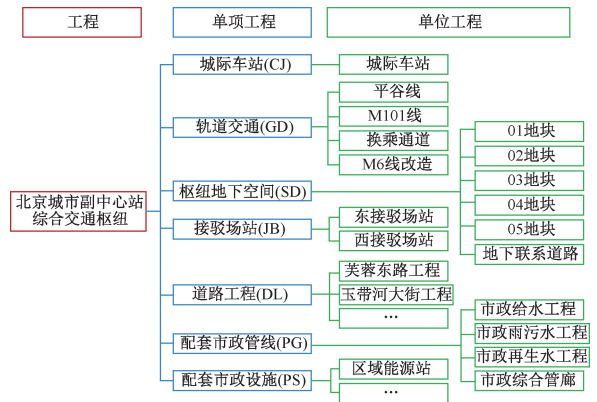 工程
单项工程
单位工程
城际车站(CJ)
城际车站
平谷线
轨道交通(GD)
M101线
换乘通道
M6线改造
01地块
02地块
03地块
04地块
05地块
地下联系道路
枢纽地下空间(SD)
北京城市副中心站
综合交通枢纽
接驳场站(JB)
东接驳场站
西接驳场站
道路工程(DL)
芙蓉东路工程
玉带河大街工程
…
配套市政管线(PG)
市政给水工程
市政雨污水工程
市政再生水工程
市政综合管廊
配套市政设施(PS)
区域能源站
…